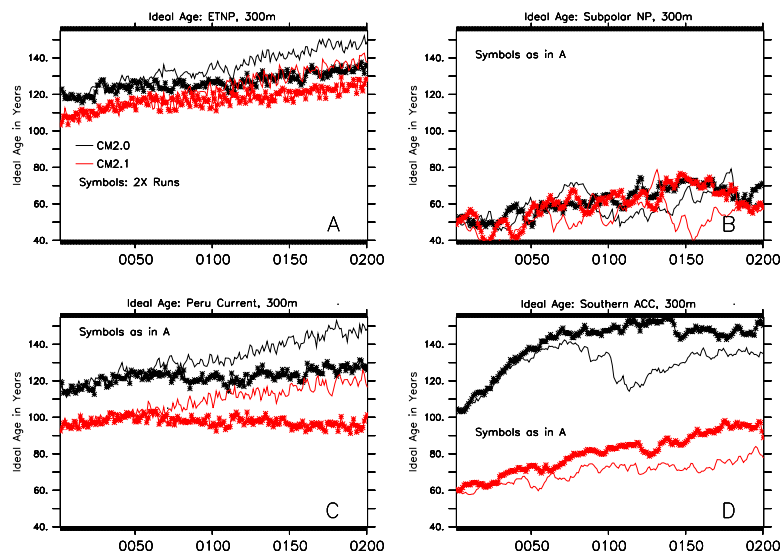 Ideal Age: ETNP, 300m
Ideal Age in Years
140.
120.
100.
80.
60.
40.
CM2.0
CM2.1
Symbols: 2X Runs
A
0050 0100 0150 0200
Ideal Age: Subpolar NP, 300m
Ideal Age in Years
140.
120.
100.
80.
60.
40.
Symbols as in A
B
0050 0100 0150 0200
Ideal Age: Peru Current, 300m
Ideal Age in Years
140.
120.
100.
80.
60.
40.
Symbols as in A
C
0050 0100 0150 0200
Ideal Age: Southern ACC, 300m
Ideal Age in Years
140.
120.
100.
80.
60.
40.
Symbols as in A
D
0050 0100 0150 0200